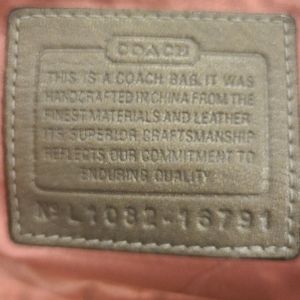 COACH
THIS IS A COACH BAG. IT WAS
HANDCRAFTED IN CHINA FROM THE
FINEST MATERIALS AND LEATHER.
ITS SUPERIOR CRAFTSMANSHIP
REFLECTS OUR COMMITMENT TO
ENDURING QUALITY.
No L1082-16791